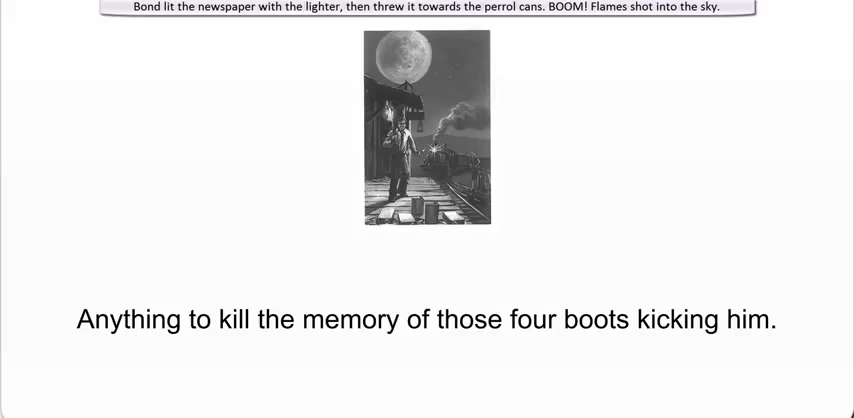 Bond lit the newspaper with the lighter, then threw it towards the perrol cans. BOOM! Flames shot into the sky.
Anything to kill the memory of those four boots kicking him.